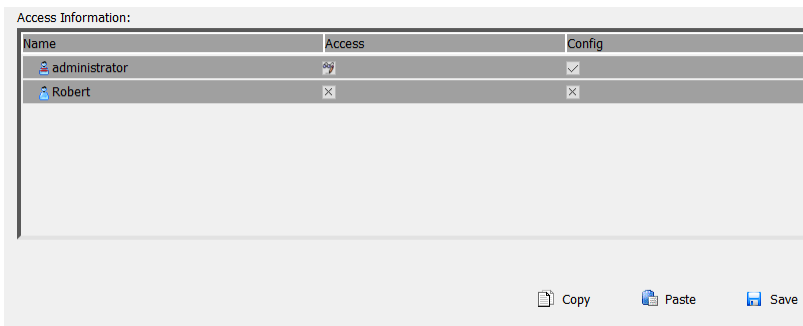 Access Information:
Name Access Config
administrator
Robert
Copy Paste Save